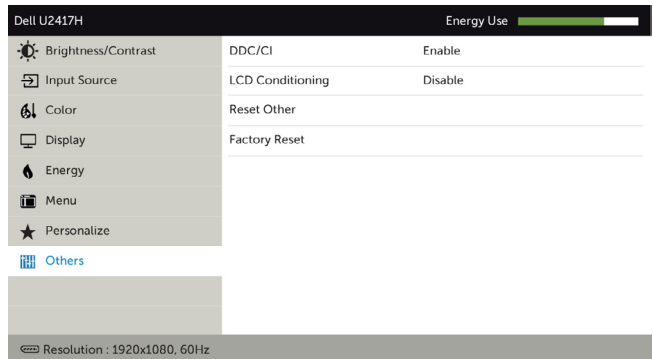 Dell U2417H Energy Use
Brightness/Contrast DDC/CI Enable
Input Source LCD Conditioning Disable
Color Reset Other
Display Factory Reset
Energy
Menu
Personalize
Others
Resolution : 1920x1080, 60Hz